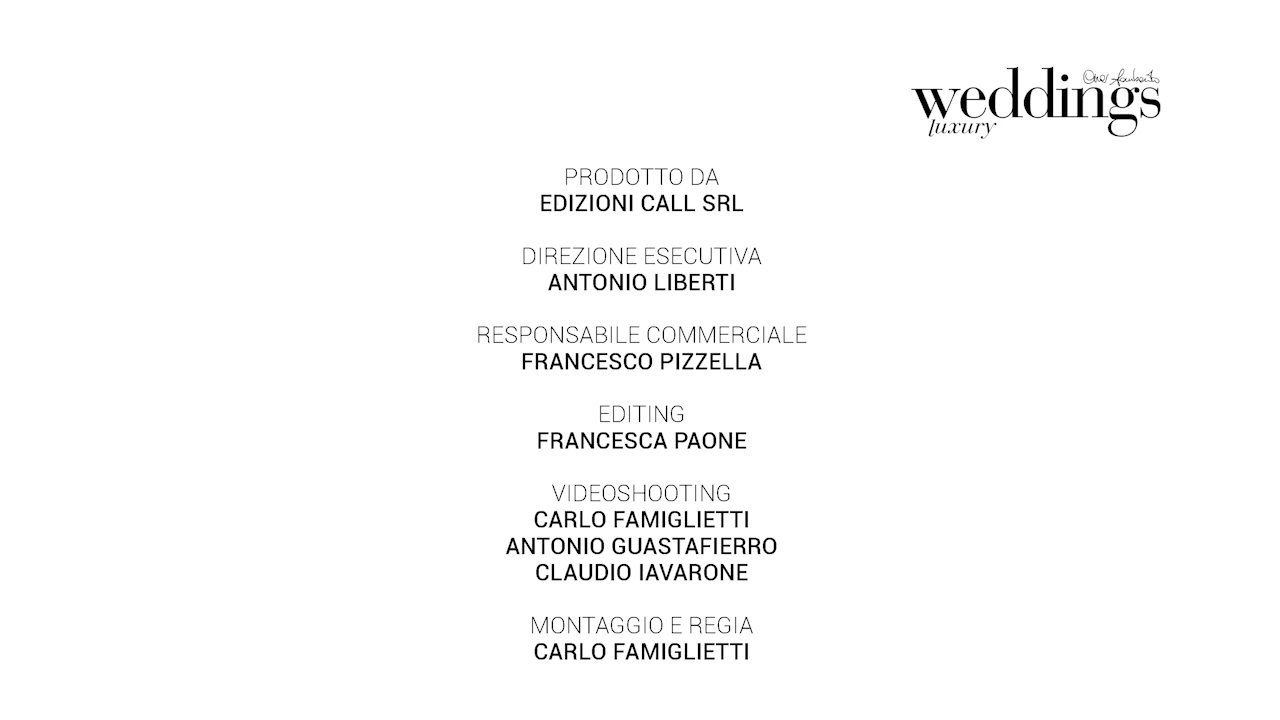 weddings
luxury
PRODOTTO DA
EDIZIONI CALL SRL
DIREZIONE ESECUTIVA
ANTONIO LIBERTI
RESPONSABILE COMMERCIALE
FRANCESCO PIZZELLA
EDITING
FRANCESCA PAONE
VIDEOSHOOTING
CARLO FAMIGLIETTI
ANTONIO GUASTAFIERRO
CLAUDIO IAVARONE
MONTAGGIO E REGIA
CARLO FAMIGLIETTI